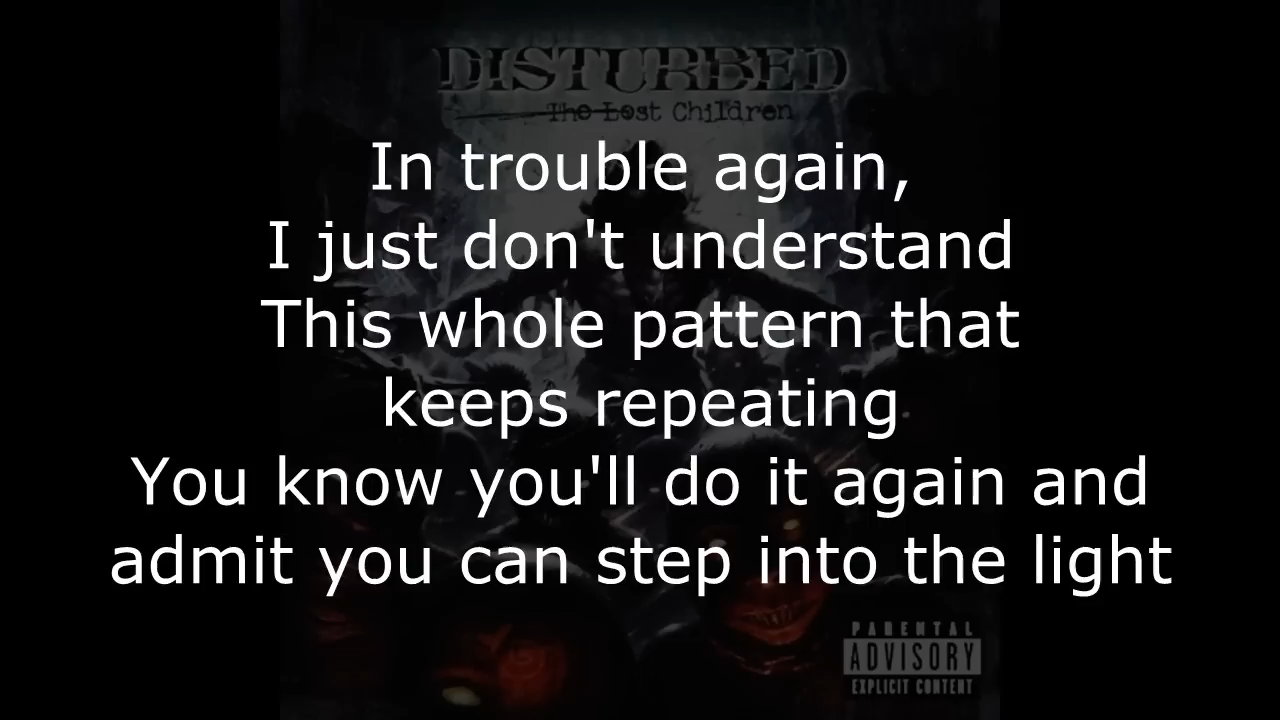 DISTURBED
The Lost Children
In trouble again,
I just don't understand
This whole pattern that
keeps repeating
You know you'll do it again and
admit you can step into the light
PARENTAL
ADVISORY
EXPLICIT CONTENT